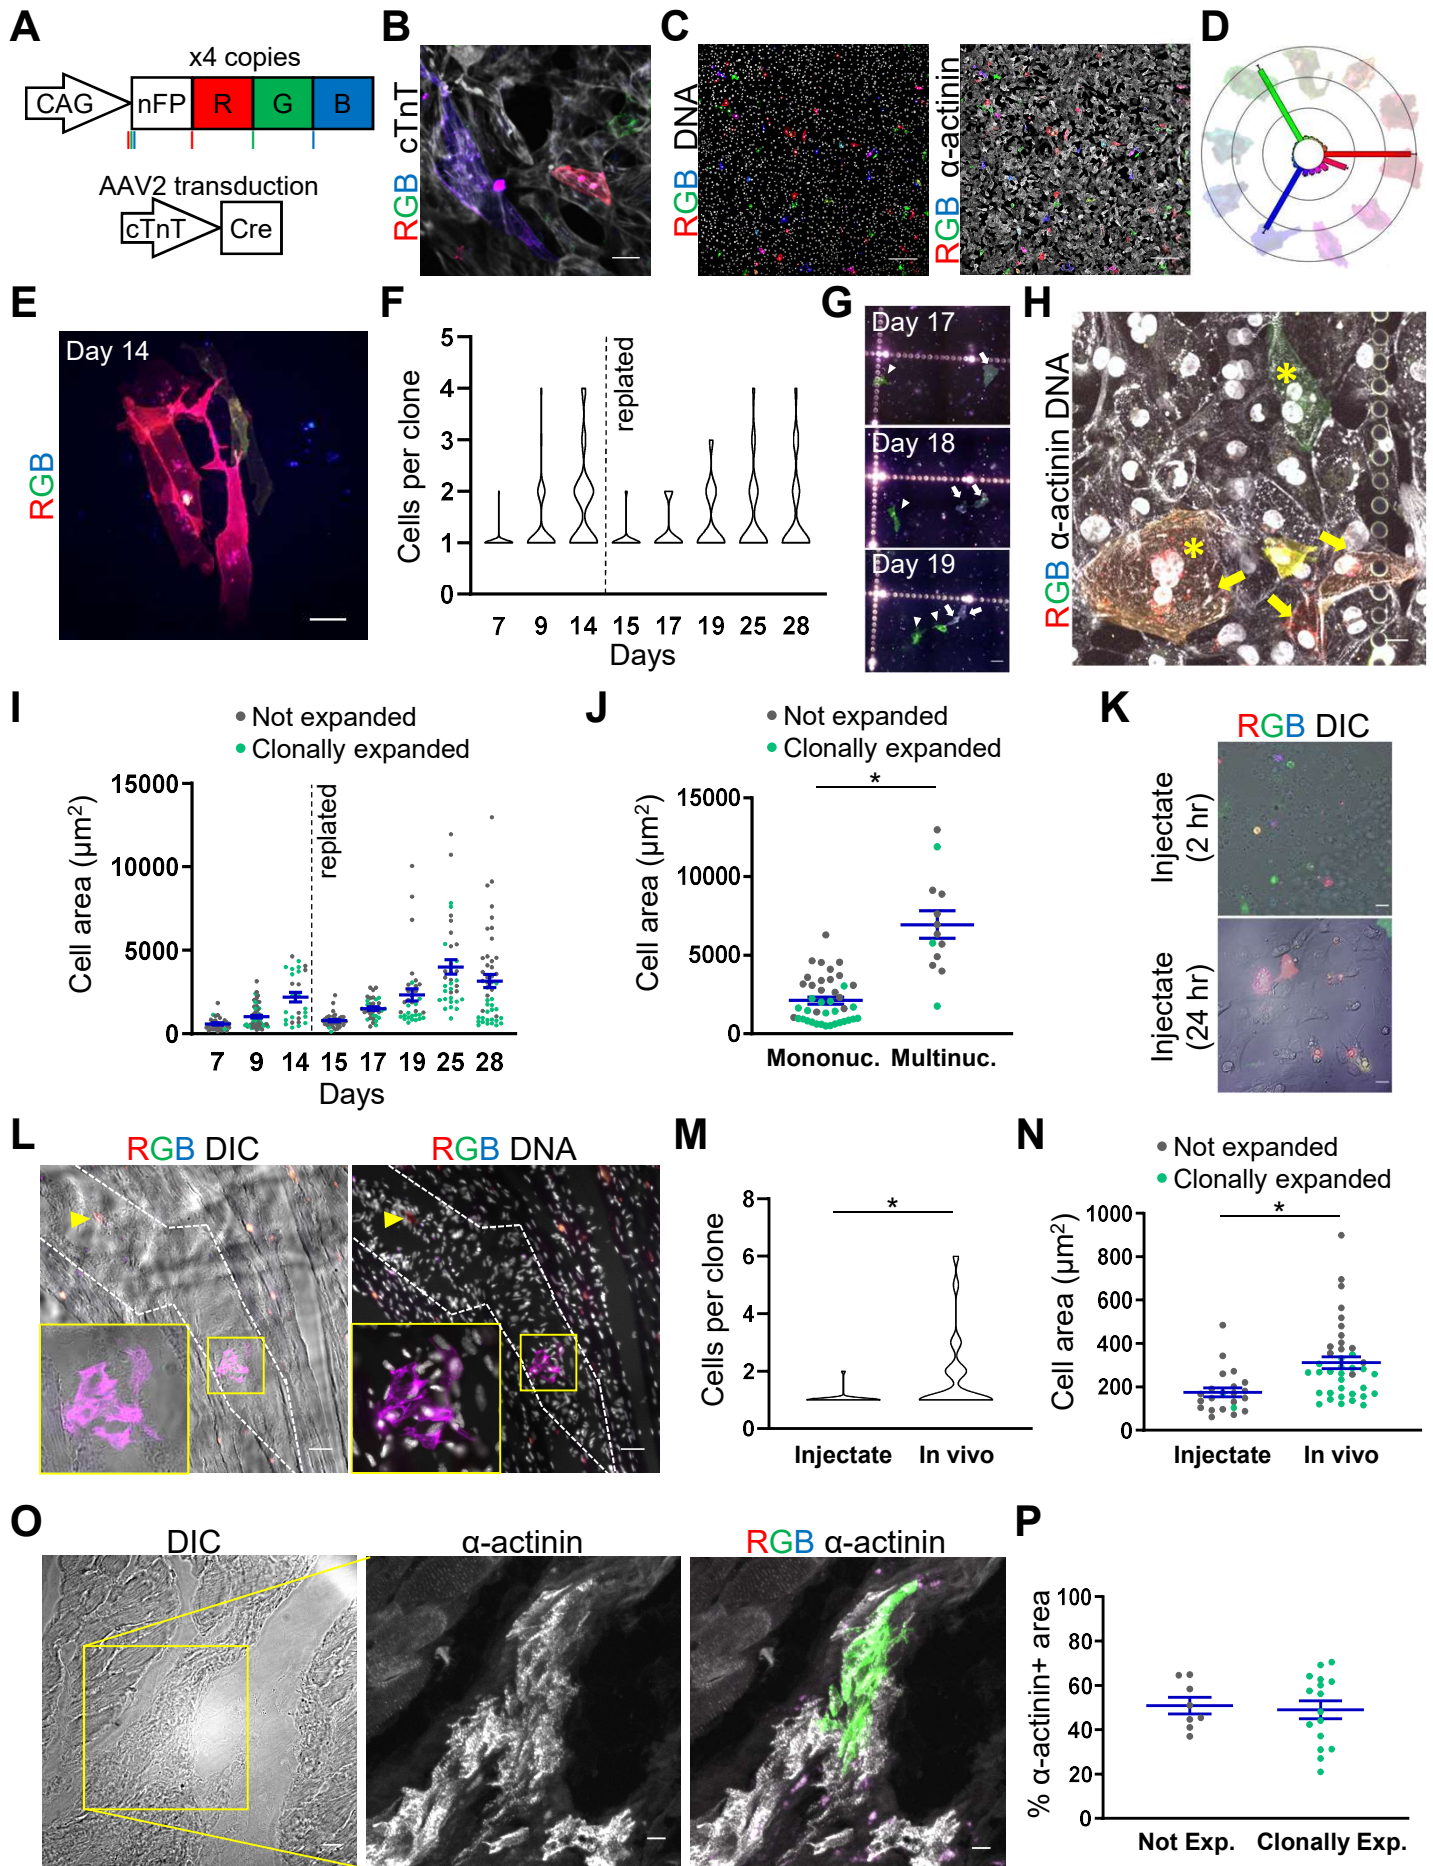 A
x4 copies
CAG
nFP
R
G
B
AAV2 transduction
cTnT
Cre
B
RGB cTnT
C
RGB DNA
RGB α-actinin
D
E
Day 14
RGB
F
Cells per clone
5
4
3
2
1
0
replated
7 9 14 15 17 19 25 28
Days
G
Day 17
Day 18
Day 19
H
RGB α-actinin DNA
*
*
I
Not expanded
Clonally expanded
Cell area (µm²)
15000
10000
5000
0
replated
7 9 14 15 17 19 25 28
Days
J
Not expanded
Clonally expanded
*
Cell area (µm²)
15000
10000
5000
0
Mononuc. Multinuc.
K
RGB DIC
Injectate
(2 hr)
Injectate
(24 hr)
L
RGB DIC
RGB DNA
M
Cells per clone
8
6
4
2
0
*
Injectate In vivo
N
Not expanded
Clonally expanded
*
Cell area (µm²)
1000
800
600
400
200
0
Injectate In vivo
O
DIC
α-actinin
RGB α-actinin
P
% α-actinin+ area
100
80
60
40
20
0
Not Exp. Clonally Exp.